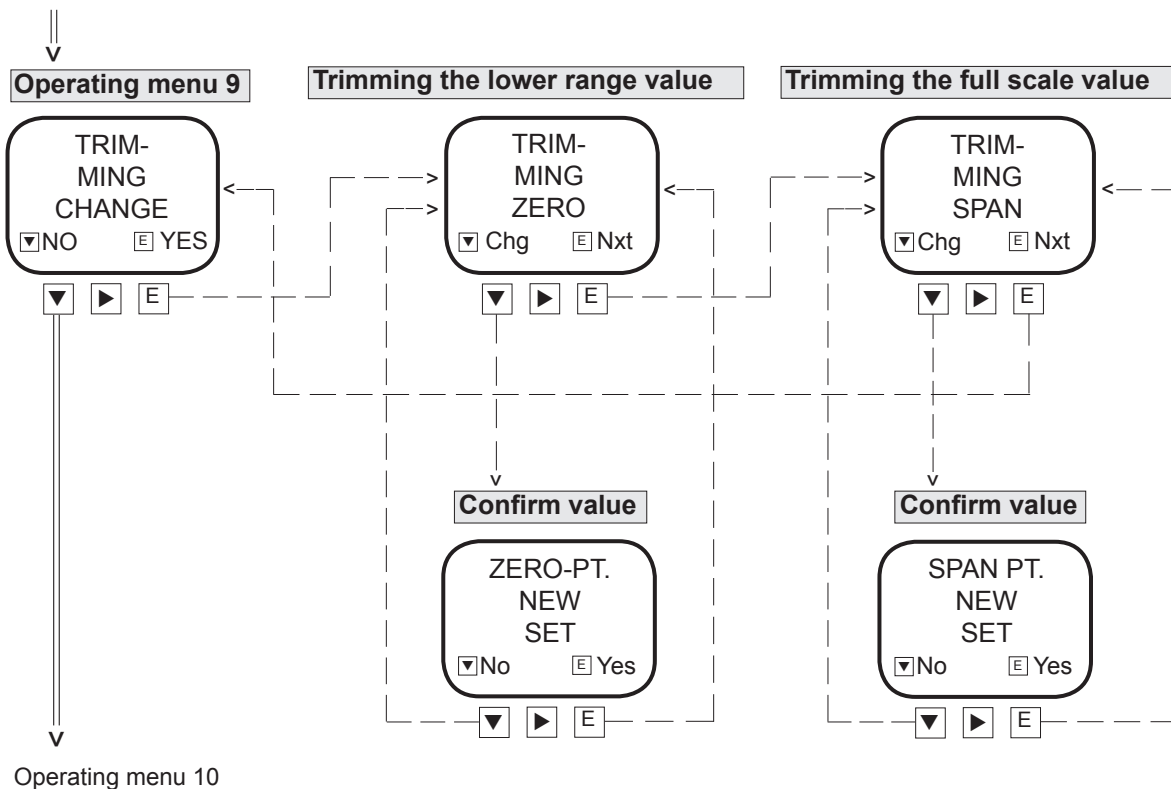 Operating menu 9
TRIM-
MING
CHANGE
▼NO E YES
▼ ▶ E
Trimming the lower range value
TRIM-
MING
ZERO
▼ Chg E Nxt
▼ ▶ E
Trimming the full scale value
TRIM-
MING
SPAN
▼Chg E Nxt
▼ ▶ E
Confirm value
ZERO-PT.
NEW
SET
▼No E Yes
▼ ▶ E
Confirm value
SPAN PT.
NEW
SET
▼No E Yes
▼ ▶ E
Operating menu 10